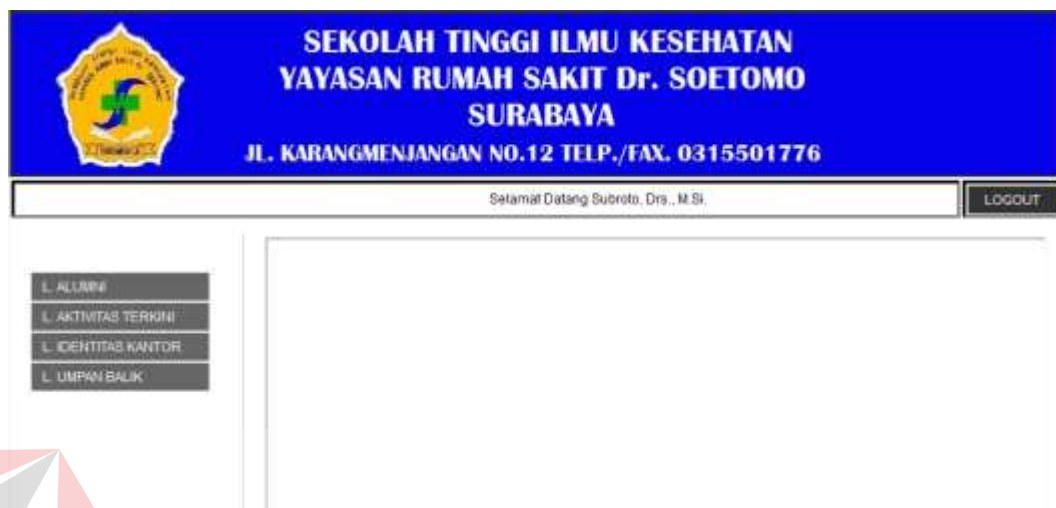 SEKOLAH TINGGI ILMU KESEHATAN
YAYASAN RUMAH SAKIT Dr. SOETOMO
SURABAYA
JL. KARANGMENJANGAN NO.12 TELP./FAX. 0315501776
Selamat Datang Subroto, Drs., M.Si.
LOGOUT
L. ALUMNI
L. AKTIVITAS TERKINI
L. IDENTITAS KANTOR
L. UMPAN BALIK